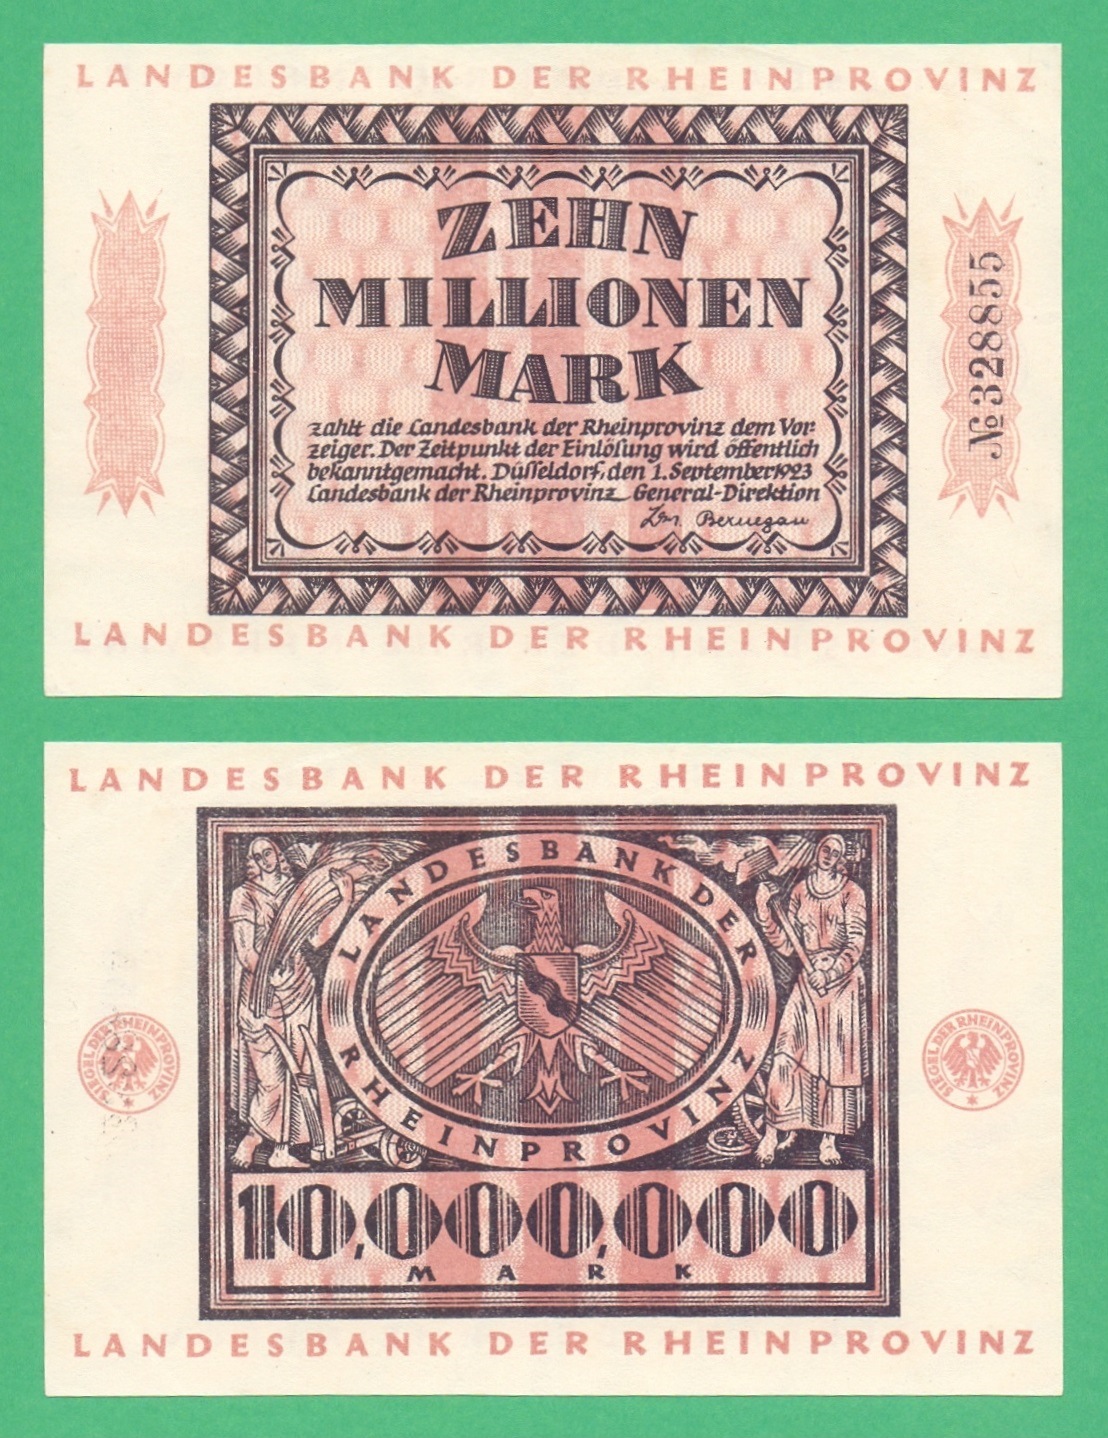 LANDESBANK DER RHEINPROVINZ
ZEHN
MILLIONEN
MARK
zahlt die Landesbank der Rheinprovinz dem Vor-
zeiger. Der Zeitpunkt der Einlöſung wird öffentlich
bekanntgemacht. Düſſeldorf, den 1. September 1923
Landesbank der Rheinprovinz General-Direktion
Dr. Bernegau
№ 328855
LANDESBANK DER RHEINPROVINZ
LANDESBANK DER RHEINPROVINZ
LANDESBANK DER
RHEINPROVINZ
SIEGEL DER RHEINPROVINZ
SIEGEL DER RHEINPROVINZ
10,000,000
MARK
LANDESBANK DER RHEINPROVINZ